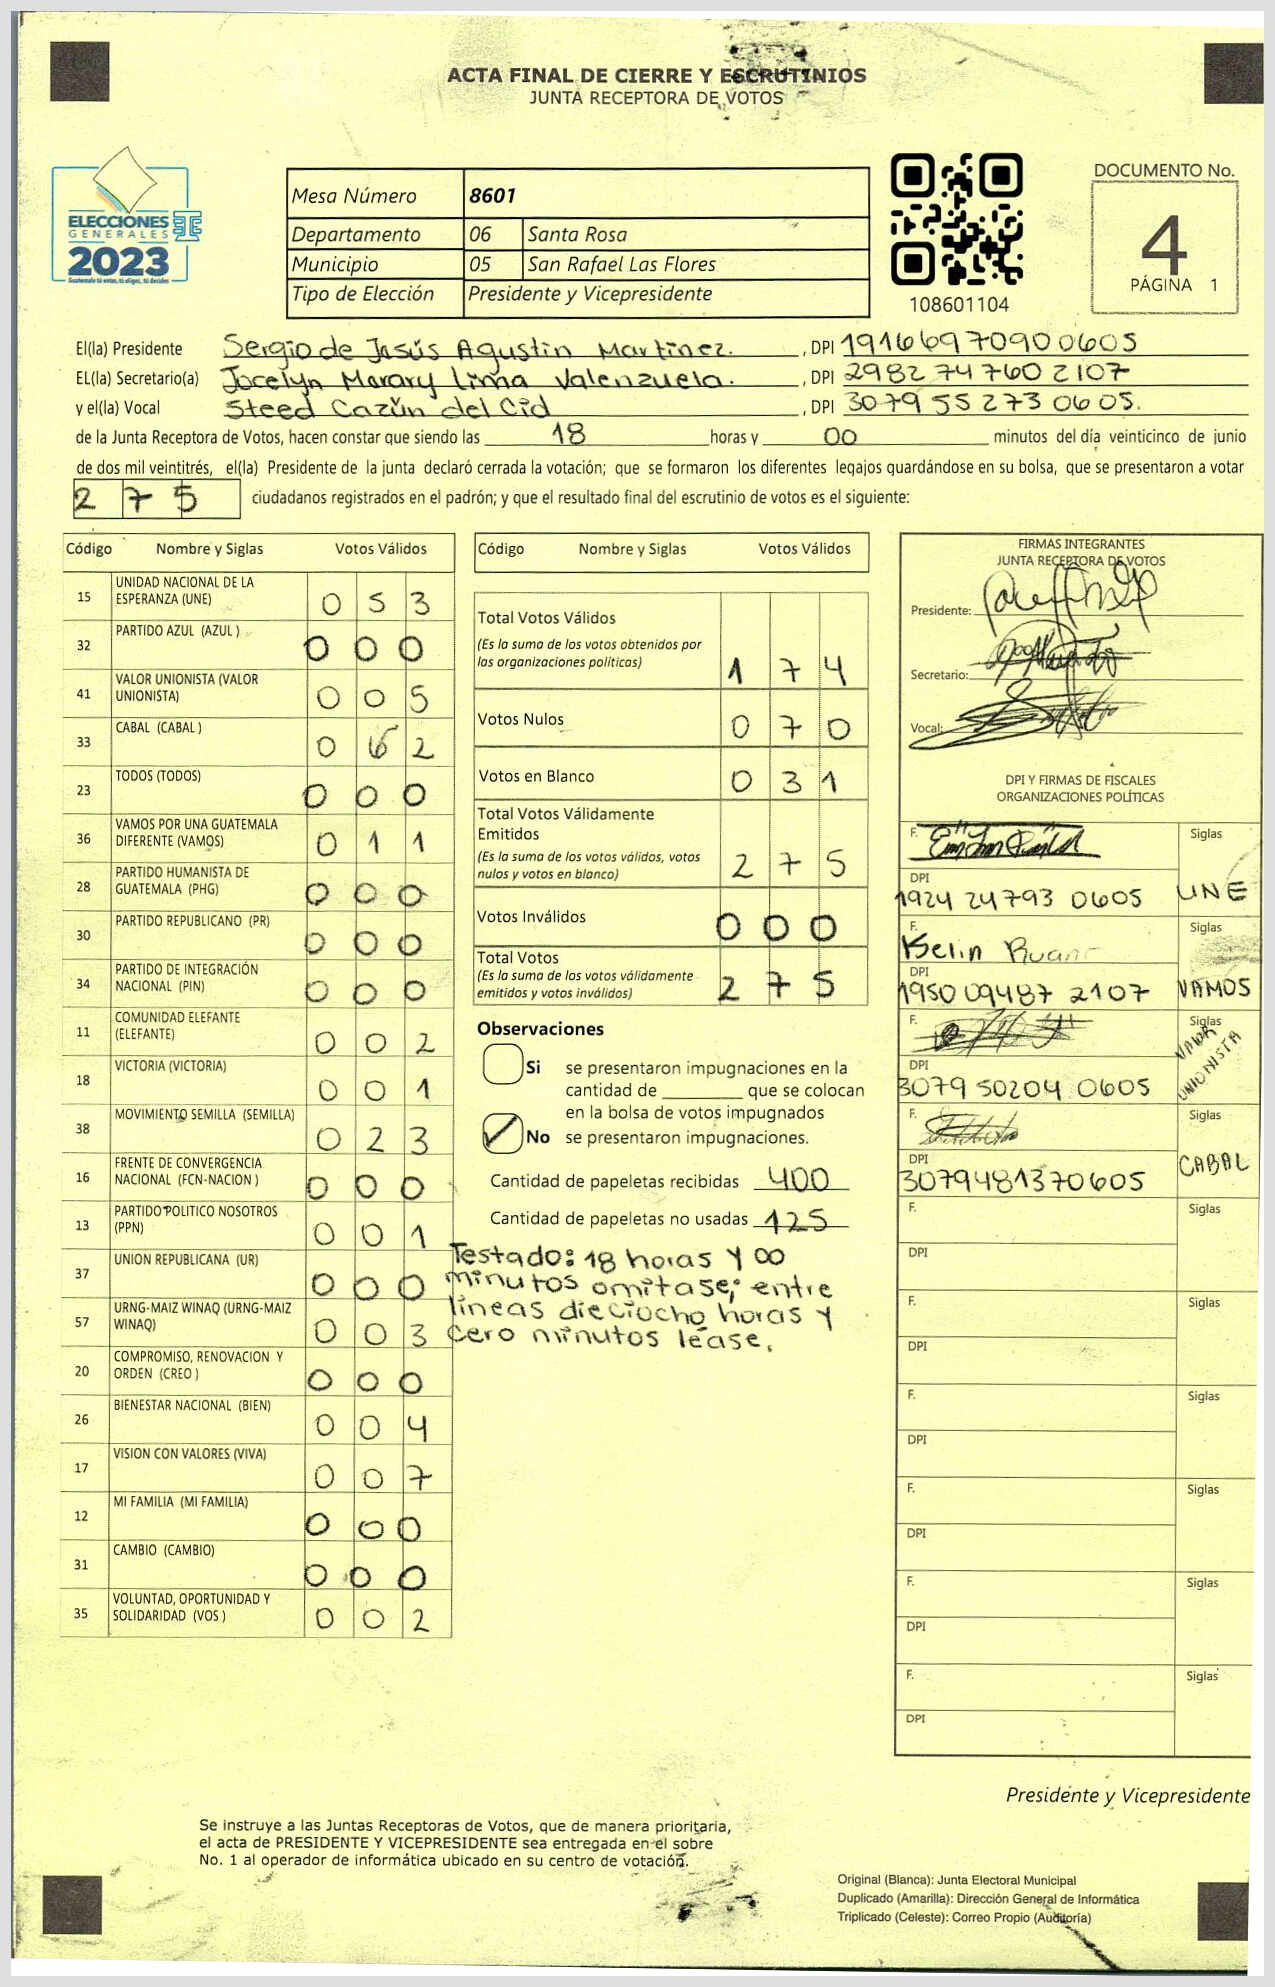 ACTA FINAL DE CIERRE Y ESCRUTINIOS
JUNTA RECEPTORA DE VOTOS
ELECCIONES
GENERALES
2023
Mesa Número 8601
Departamento 06 Santa Rosa
Municipio 05 San Rafael Las Flores
Tipo de Elección Presidente y Vicepresidente
108601104
DOCUMENTO No.
4
PÁGINA 1
El(la) Presidente Sergio de Jesús Agustin Martinez. , DPI 19166970900605
EL(la) Secretario(a) Jocelyn Marary Lima Valenzuela. , DPI 2982747602107
y el(la) Vocal Steed Cazún del Cid , DPI 3079 55273 0605.
de la Junta Receptora de Votos, hacen constar que siendo las 18 horas y 00 minutos del día veinticinco de junio
de dos mil veintitrés, el(la) Presidente de la junta declaró cerrada la votación; que se formaron los diferentes legajos guardándose en su bolsa, que se presentaron a votar
275 ciudadanos registrados en el padrón; y que el resultado final del escrutinio de votos es el siguiente:
Código Nombre y Siglas Votos Válidos
15 UNIDAD NACIONAL DE LA ESPERANZA (UNE) 0 5 3
32 PARTIDO AZUL (AZUL ) 0 0 0
41 VALOR UNIONISTA (VALOR UNIONISTA) 0 0 5
33 CABAL (CABAL ) 0 6 2
23 TODOS (TODOS) 0 0 0
36 VAMOS POR UNA GUATEMALA DIFERENTE (VAMOS) 0 1 1
28 PARTIDO HUMANISTA DE GUATEMALA (PHG) 0 0 0
30 PARTIDO REPUBLICANO (PR) 0 0 0
34 PARTIDO DE INTEGRACIÓN NACIONAL (PIN) 0 0 0
11 COMUNIDAD ELEFANTE (ELEFANTE) 0 0 2
18 VICTORIA (VICTORIA) 0 0 1
38 MOVIMIENTO SEMILLA (SEMILLA) 0 2 3
16 FRENTE DE CONVERGENCIA NACIONAL (FCN-NACION ) 0 0 0
13 PARTIDO POLITICO NOSOTROS (PPN) 0 0 1
37 UNION REPUBLICANA (UR) 0 0 0
57 URNG-MAIZ WINAQ (URNG-MAIZ WINAQ) 0 0 3
20 COMPROMISO, RENOVACION Y ORDEN (CREO ) 0 0 0
26 BIENESTAR NACIONAL (BIEN) 0 0 4
17 VISION CON VALORES (VIVA) 0 0 7
12 MI FAMILIA (MI FAMILIA) 0 0 0
31 CAMBIO (CAMBIO) 0 0 0
35 VOLUNTAD, OPORTUNIDAD Y SOLIDARIDAD (VOS ) 0 0 2
Código Nombre y Siglas Votos Válidos
Total Votos Válidos
(Es la suma de los votos obtenidos por
las organizaciones políticas) 1 7 4
Votos Nulos 0 7 0
Votos en Blanco 0 3 1
Total Votos Válidamente
Emitidos
(Es la suma de los votos válidos, votos
nulos y votos en blanco) 2 7 5
Votos Inválidos 0 0 0
Total Votos
(Es la suma de los votos válidamente
emitidos y votos inválidos) 2 7 5
Observaciones
Si se presentaron impugnaciones en la
cantidad de ________ que se colocan
en la bolsa de votos impugnados
No se presentaron impugnaciones.
Cantidad de papeletas recibidas 400
Cantidad de papeletas no usadas 125
Testado: 18 horas y 00
minutos omitase; entre
líneas dieciocho horas y
cero minutos léase.
FIRMAS INTEGRANTES
JUNTA RECEPTORA DE VOTOS
Presidente:
Secretario:
Vocal:
DPI Y FIRMAS DE FISCALES
ORGANIZACIONES POLÍTICAS
F. Siglas
DPI
1924 24793 0605 UNE
F. Kelin Ruano Siglas
DPI
195009487 2107 VAMOS
F. Siglas
VALOR UNIONISTA
DPI
3079 50204 0605
F. Siglas
DPI
3079481370605 CABAL
F. Siglas
DPI
F. Siglas
DPI
F. Siglas
DPI
F. Siglas
DPI
F. Siglas
DPI
F. Siglas
DPI
Presidente y Vicepresidente
Se instruye a las Juntas Receptoras de Votos, que de manera prioritaria,
el acta de PRESIDENTE Y VICEPRESIDENTE sea entregada en el sobre
No. 1 al operador de informática ubicado en su centro de votación.
Original (Blanca): Junta Electoral Municipal
Duplicado (Amarilla): Dirección General de Informática
Triplicado (Celeste): Correo Propio (Auditoría)